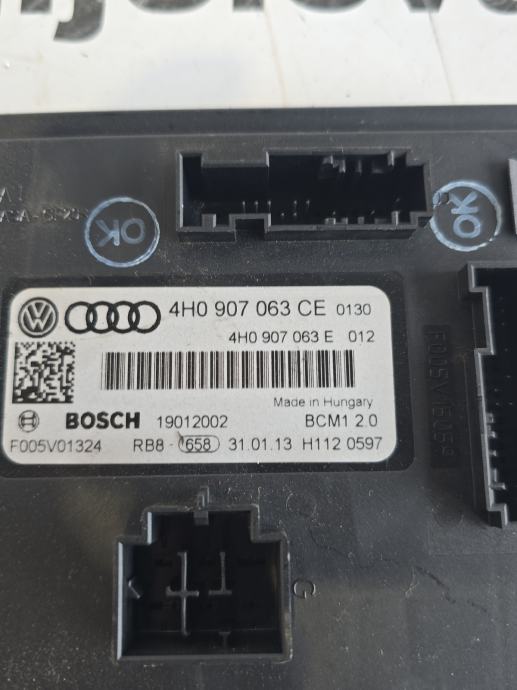 OK
OK
4H0 907 063 CE 0130
4H0 907 063 E 012
Made in Hungary
BOSCH 19012002 BCM1 2.0
F005V01324 RB8 - 658 31.01.13 H112 0597
G